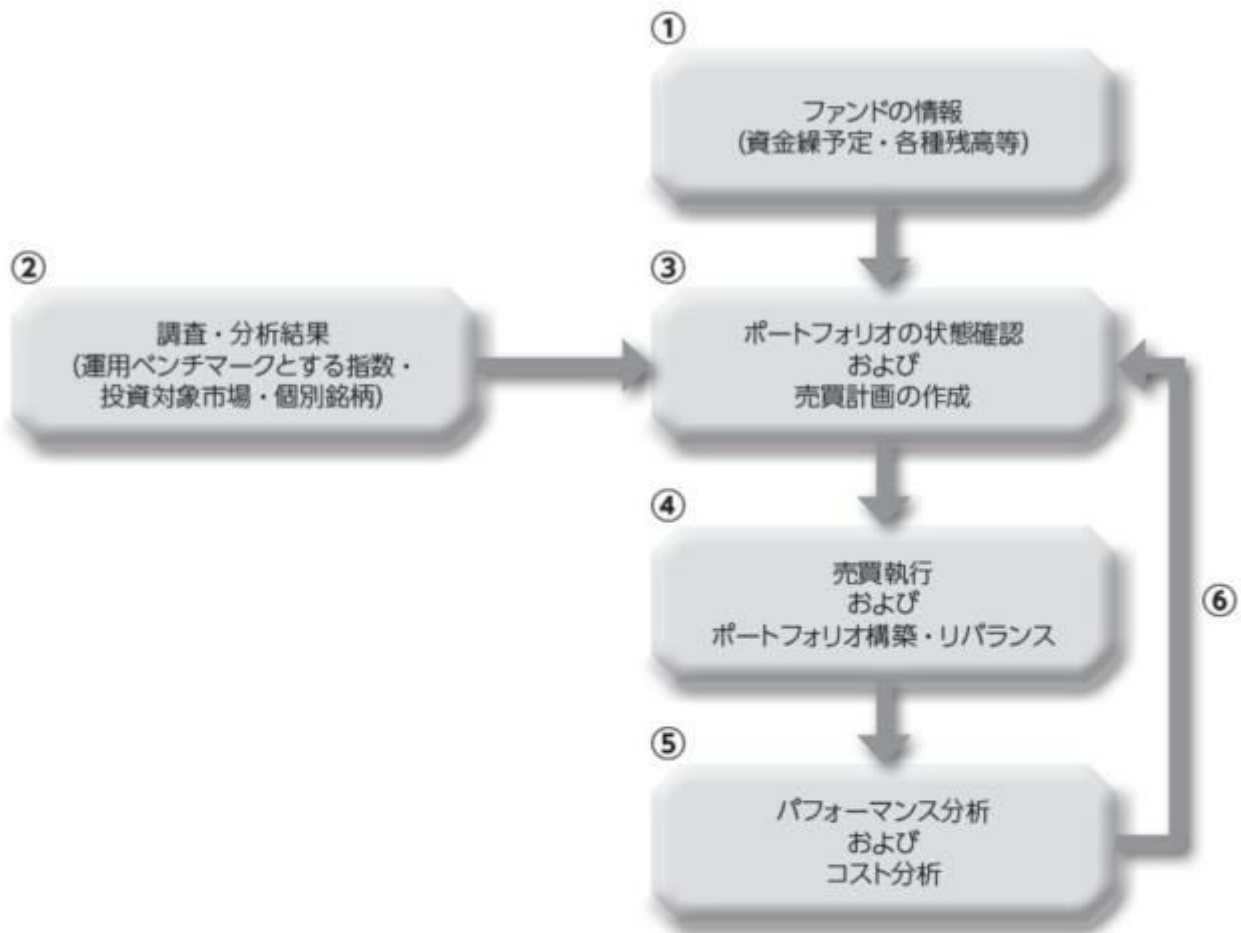 ①
ファンドの情報
(資金繰予定・各種残高等)
②
調査・分析結果
(運用ベンチマークとする指数・
投資対象市場・個別銘柄)
③
ポートフォリオの状態確認
および
売買計画の作成
④
売買執行
および
ポートフォリオ構築・リバランス
⑥
⑤
パフォーマンス分析
および
コスト分析